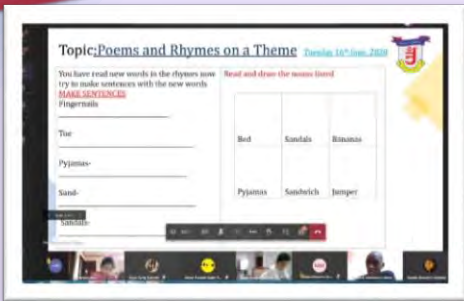 Topic:Poems and Rhymes on a Theme Tuesday 16th June, 2020
You have read new words in the rhymes now
try to make sentences with the new words
MAKE SENTENCES
Fingernails
Toe
Pyjamas-
Sand-
Sandals-
Read and draw the nouns listed
Bed Sandals Bananas
Pyjamas Sandwich Jumper